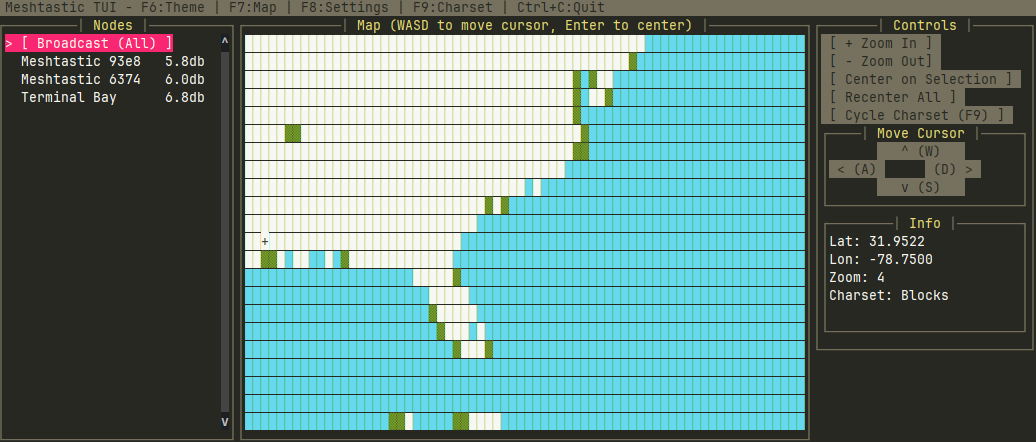 Meshtastic TUI - F6:Theme | F7:Map | F8:Settings | F9:Charset | Ctrl+C:Quit
Nodes
> [ Broadcast (All) ]
Meshtastic 93e8 5.8db
Meshtastic 6374 6.0db
Terminal Bay 6.8db
^
v
Map (WASD to move cursor, Enter to center)
+
Controls
[ + Zoom In ]
[ - Zoom Out]
[ Center on Selection ]
[ Recenter All ]
[ Cycle Charset (F9) ]
Move Cursor
^ (W)
< (A) (D) >
v (S)
Info
Lat: 31.9522
Lon: -78.7500
Zoom: 4
Charset: Blocks